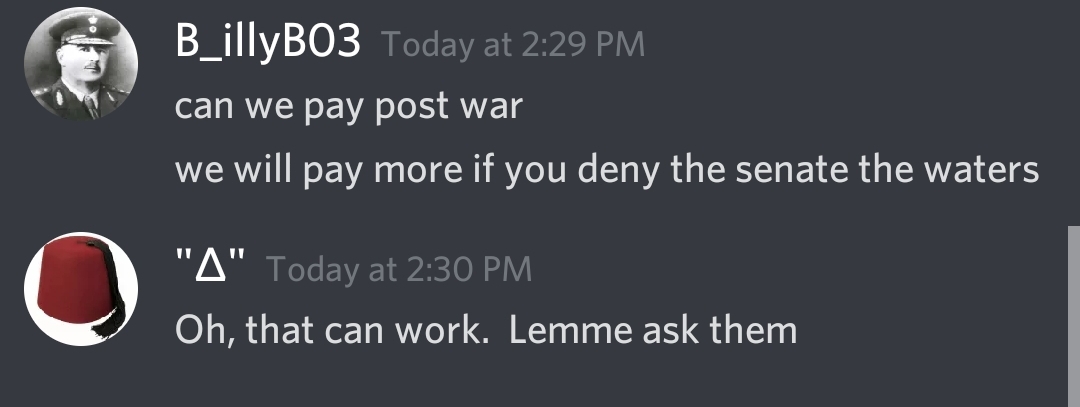 B_illyB03 Today at 2:29 PM
can we pay post war
we will pay more if you deny the senate the waters
"Δ" Today at 2:30 PM
Oh, that can work.  Lemme ask them